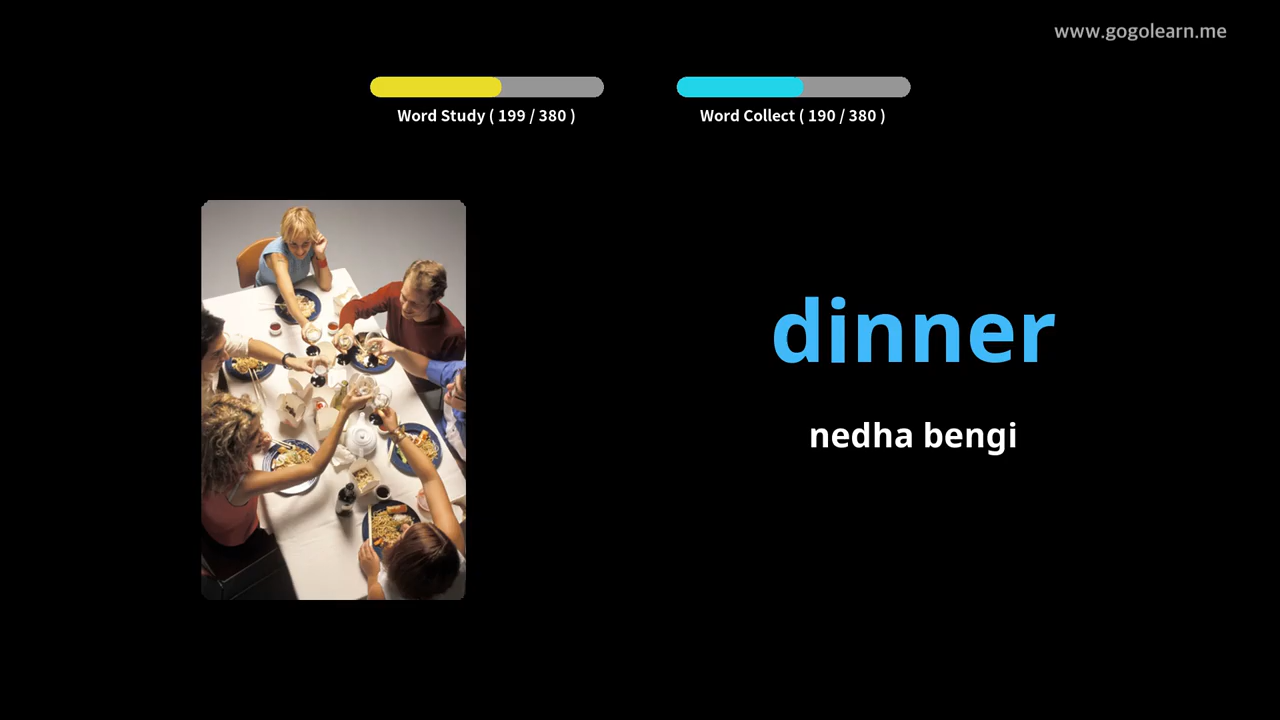 www.gogolearn.me
Word Study ( 199 / 380 )
Word Collect ( 190 / 380 )
dinner
nedha bengi